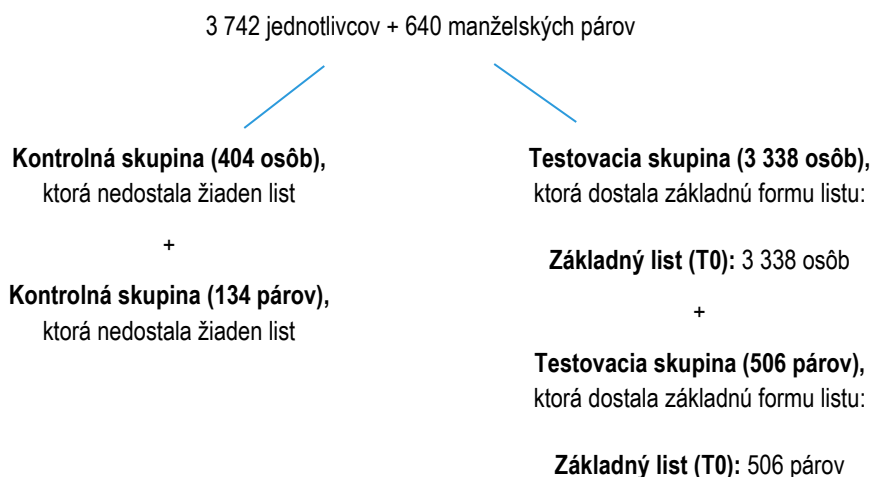 3 742 jednotlivcov + 640 manželských párov
Kontrolná skupina (404 osôb),
ktorá nedostala žiaden list
+
Kontrolná skupina (134 párov),
ktorá nedostala žiaden list
Testovacia skupina (3 338 osôb),
ktorá dostala základnú formu listu:
Základný list (T0): 3 338 osôb
+
Testovacia skupina (506 párov),
ktorá dostala základnú formu listu:
Základný list (T0): 506 párov